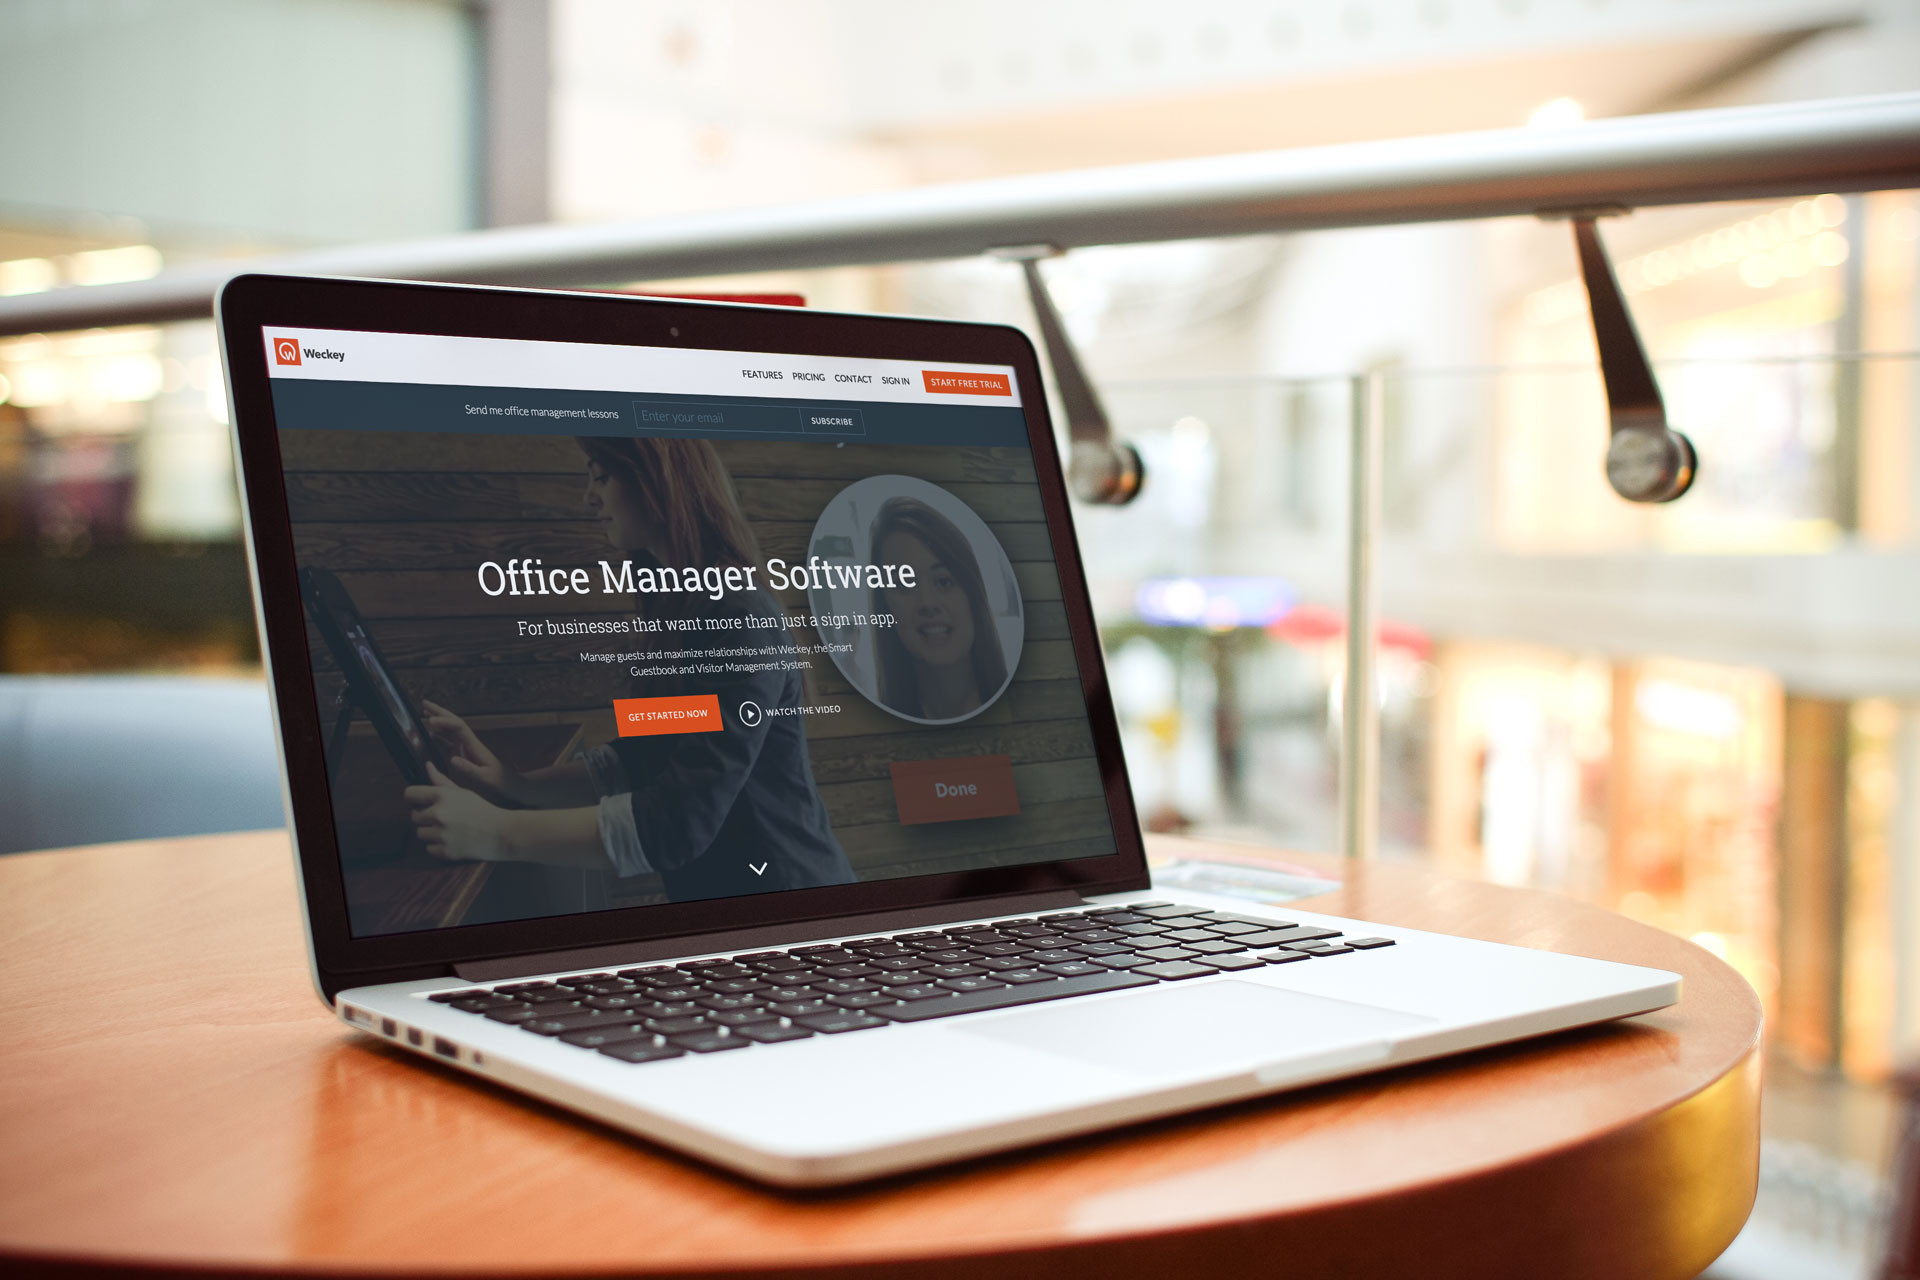 Weckey
FEATURES PRICING CONTACT SIGN IN START FREE TRIAL
Send me office management lessons Enter your email SUBSCRIBE
Office Manager Software
For businesses that want more than just a sign in app.
Manage guests and maximize relationships with Weckey, the Smart
Guestbook and Visitor Management System.
GET STARTED NOW WATCH THE VIDEO
Done